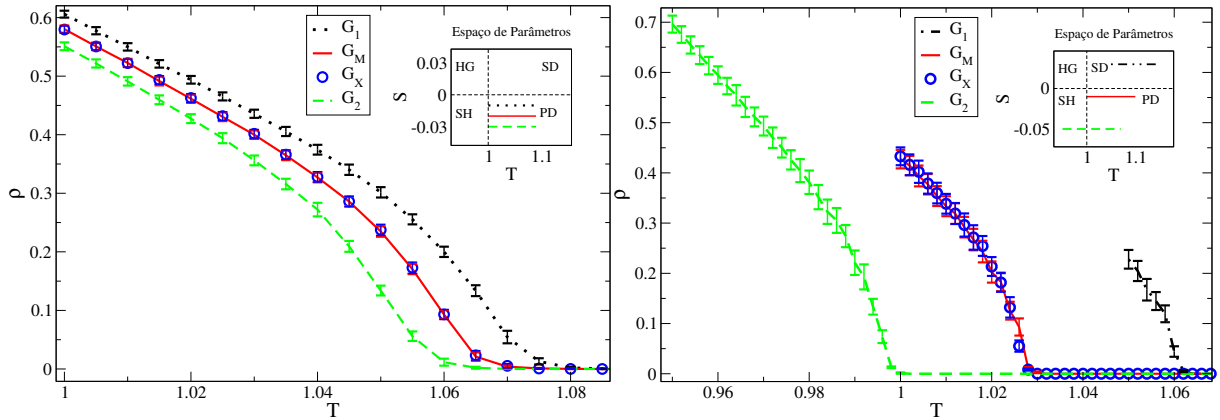 0.6
0.5
0.4
0.3
0.2
0.1
0
ρ
1 1.02 1.04 1.06 1.08
T
G1
GM
GX
G2
Espaço de Parâmetros
0.03
0
-0.03
S
HG SD
SH PD
1 1.1
T
0.7
0.6
0.5
0.4
0.3
0.2
0.1
0
ρ
0.96 0.98 1 1.02 1.04 1.06
T
G1
GM
GX
G2
Espaço de Parâmetros
0
-0.05
S
HG SD
SH PD
1 1.1
T